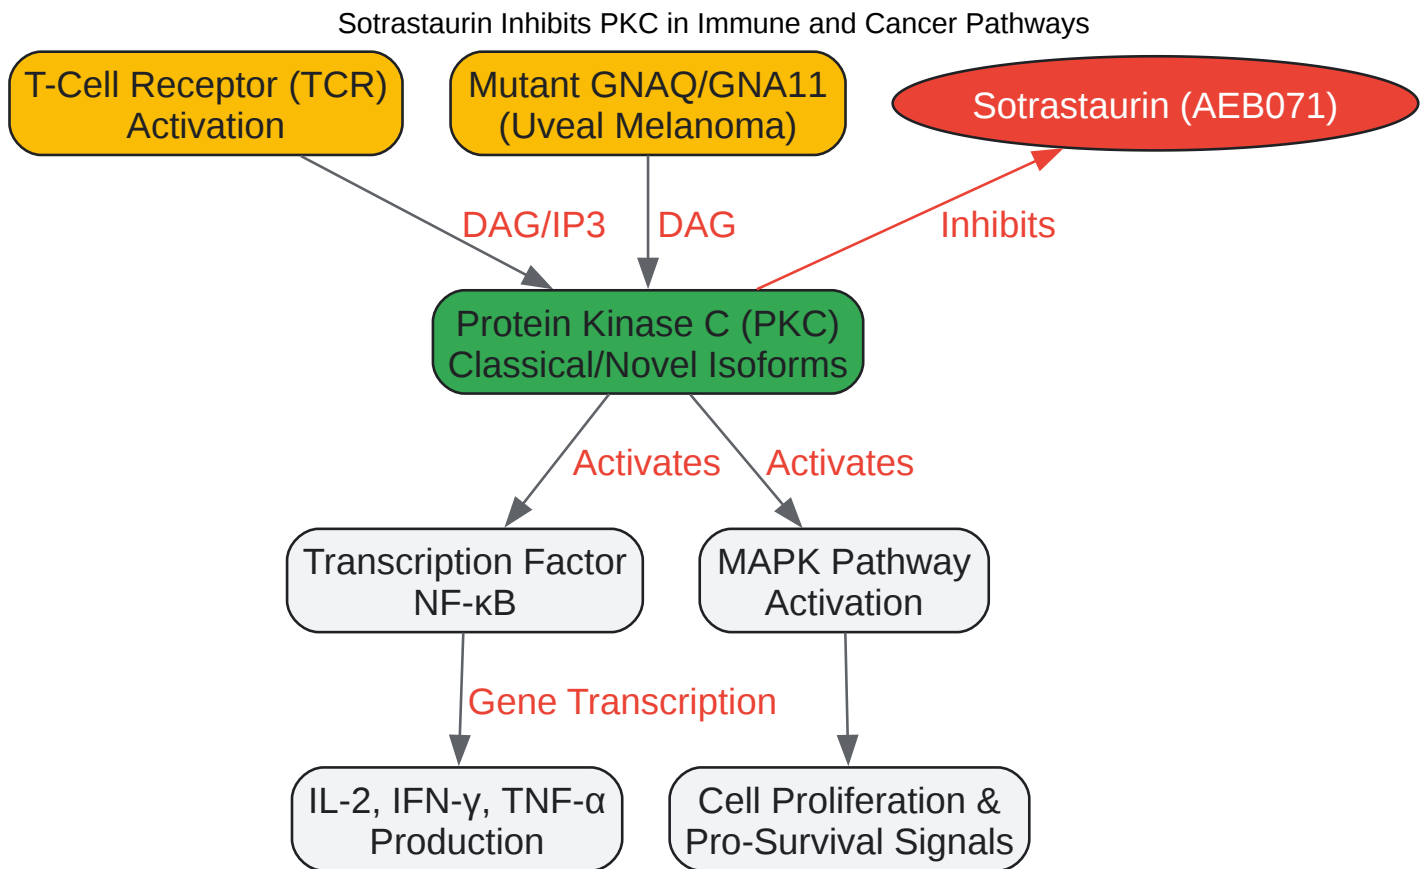 Sotrastaurin Inhibits PKC in Immune and Cancer Pathways
T-Cell Receptor (TCR)
Activation
Mutant GNAQ/GNA11
(Uveal Melanoma)
Sotrastaurin (AEB071)
DAG/IP3
DAG
Inhibits
Protein Kinase C (PKC)
Classical/Novel Isoforms
Activates
Activates
Transcription Factor
NF-κB
MAPK Pathway
Activation
Gene Transcription
IL-2, IFN-γ, TNF-α
Production
Cell Proliferation &
Pro-Survival Signals